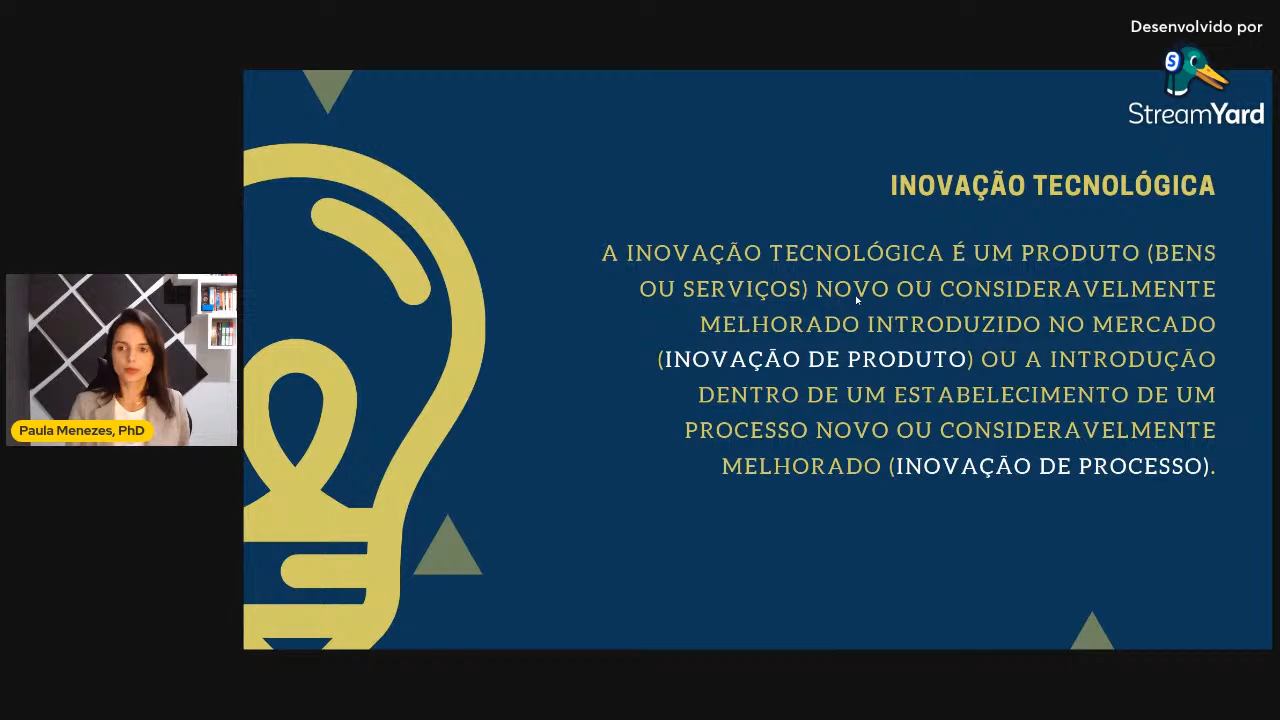 Desenvolvido por
S
StreamYard
INOVAÇÃO TECNOLÓGICA
A INOVAÇÃO TECNOLÓGICA É UM PRODUTO (BENS
OU SERVIÇOS) NOVO OU CONSIDERAVELMENTE
MELHORADO INTRODUZIDO NO MERCADO
(INOVAÇÃO DE PRODUTO) OU A INTRODUÇÃO
DENTRO DE UM ESTABELECIMENTO DE UM
PROCESSO NOVO OU CONSIDERAVELMENTE
MELHORADO (INOVAÇÃO DE PROCESSO).
Paula Menezes, PhD